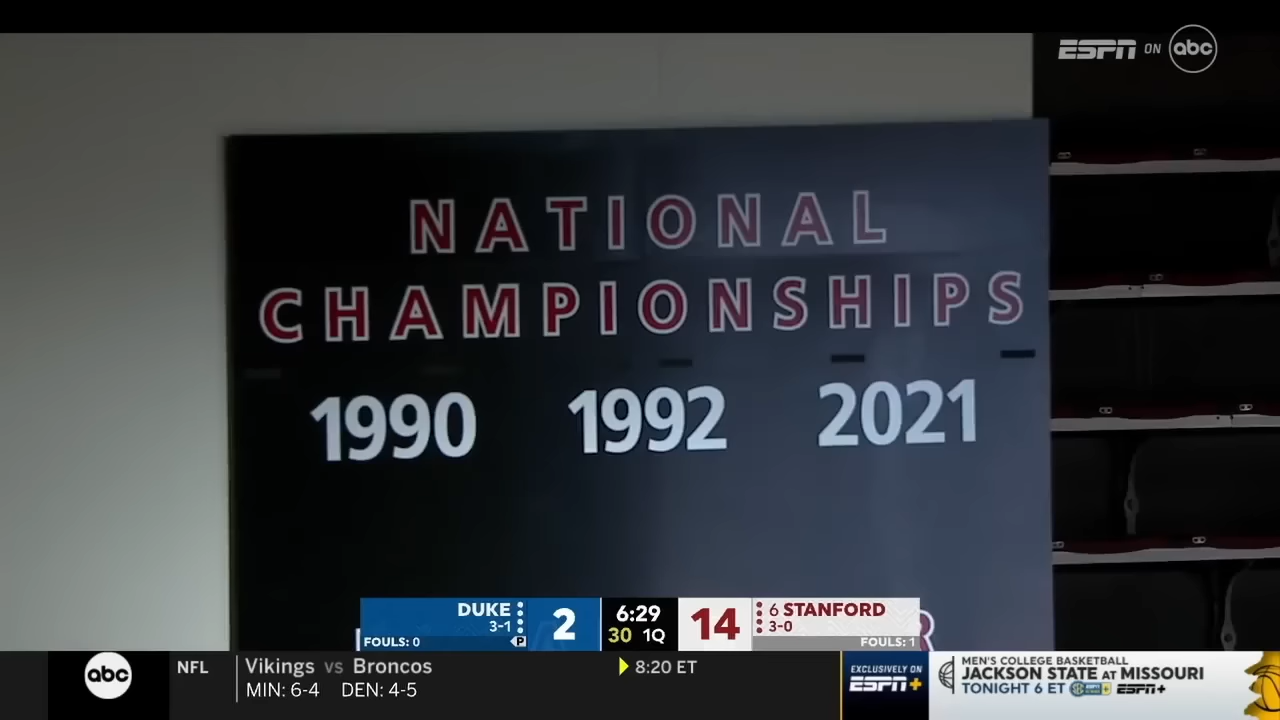 ESPN ON abc
NATIONAL
CHAMPIONSHIPS
1990 1992 2021
DUKE 2 6:29 14 6 STANFORD
3-1 30 1Q 3-0
FOULS: 0 P FOULS: 1
abc NFL Vikings vs Broncos 8:20 ET
MIN: 6-4 DEN: 4-5
EXCLUSIVELY ON
ESPN+
MEN'S COLLEGE BASKETBALL
JACKSON STATE AT MISSOURI
TONIGHT 6 ET ESPN+